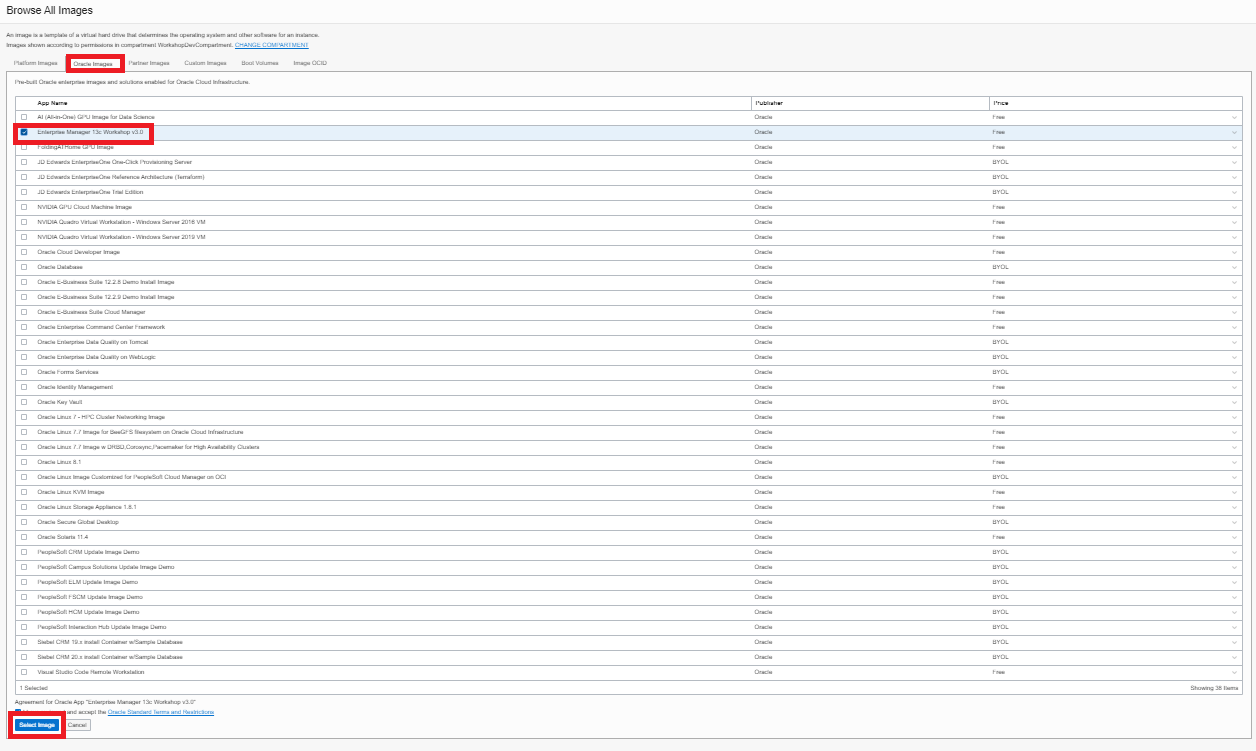 Browse All Images
An image is a template of a virtual hard drive that determines the operating system and other software for an instance.
Images shown according to permissions in compartment WorkshopDevCompartment. CHANGE COMPARTMENT
Platform Images Oracle Images Partner Images Custom Images Boot Volumes Image OCID
Pre-built Oracle enterprise images and solutions enabled for Oracle Cloud Infrastructure.
App Name Publisher Price
AI (All-in-One) GPU Image for Data Science Oracle Free
Enterprise Manager 13c Workshop v3.0 Oracle Free
FoldingAtHome GPU Image Oracle Free
JD Edwards EnterpriseOne One-Click Provisioning Server Oracle BYOL
JD Edwards EnterpriseOne Reference Architecture (Terraform) Oracle BYOL
JD Edwards EnterpriseOne Trial Edition Oracle BYOL
NVIDIA GPU Cloud Machine Image Oracle Free
NVIDIA Quadro Virtual Workstation - Windows Server 2016 VM Oracle Free
NVIDIA Quadro Virtual Workstation - Windows Server 2019 VM Oracle Free
Oracle Cloud Developer Image Oracle Free
Oracle Database Oracle BYOL
Oracle E-Business Suite 12.2.8 Demo Install Image Oracle Free
Oracle E-Business Suite 12.2.9 Demo Install Image Oracle Free
Oracle E-Business Suite Cloud Manager Oracle Free
Oracle Enterprise Command Center Framework Oracle Free
Oracle Enterprise Data Quality on Tomcat Oracle BYOL
Oracle Enterprise Data Quality on WebLogic Oracle BYOL
Oracle Forms Services Oracle BYOL
Oracle Identity Management Oracle Free
Oracle Key Vault Oracle BYOL
Oracle Linux 7 - HPC Cluster Networking Image Oracle Free
Oracle Linux 7.7 Image for BeeGFS filesystem on Oracle Cloud Infrastructure Oracle Free
Oracle Linux 7.7 Image w DRBD,Corosync,Pacemaker for High Availability Clusters Oracle Free
Oracle Linux 8.1 Oracle Free
Oracle Linux Image Customized for PeopleSoft Cloud Manager on OCI Oracle BYOL
Oracle Linux KVM Image Oracle Free
Oracle Linux Storage Appliance 1.8.1 Oracle Free
Oracle Secure Global Desktop Oracle BYOL
Oracle Solaris 11.4 Oracle Free
PeopleSoft CRM Update Image Demo Oracle BYOL
PeopleSoft Campus Solutions Update Image Demo Oracle BYOL
PeopleSoft ELM Update Image Demo Oracle BYOL
PeopleSoft FSCM Update Image Demo Oracle BYOL
PeopleSoft HCM Update Image Demo Oracle BYOL
PeopleSoft Interaction Hub Update Image Demo Oracle BYOL
Siebel CRM 19.x install Container w/Sample Database Oracle BYOL
Siebel CRM 20.x install Container w/Sample Database Oracle BYOL
Visual Studio Code Remote Workstation Oracle Free
1 Selected Showing 38 Items
Agreement for Oracle App "Enterprise Manager 13c Workshop v3.0"
and accept the Oracle Standard Terms and Restrictions
Select Image Cancel